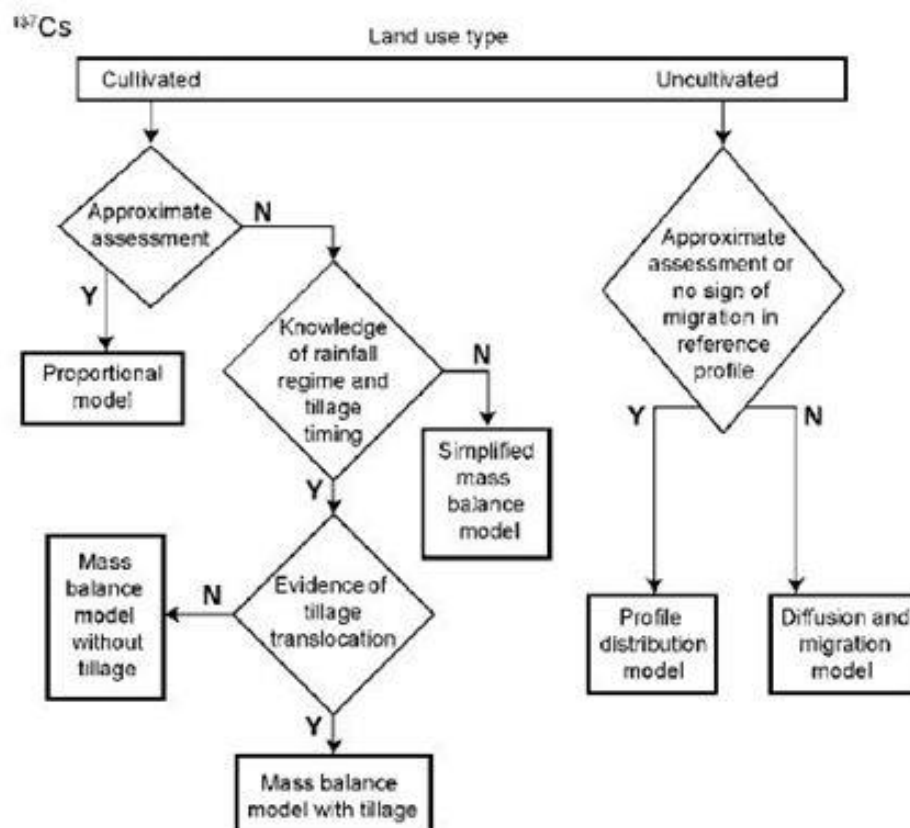 ¹³⁷Cs
Land use type
Cultivated
Uncultivated
Approximate
assessment
N
Y
Proportional
model
Knowledge
of rainfall
regime and
tillage
timing
N
Simplified
mass
balance
model
Y
Evidence of
tillage
translocation
N
Mass
balance
model
without
tillage
Y
Mass balance
model with tillage
Approximate
assessment or
no sign of
migration in
reference
profile
Y
N
Profile
distribution
model
Diffusion and
migration
model